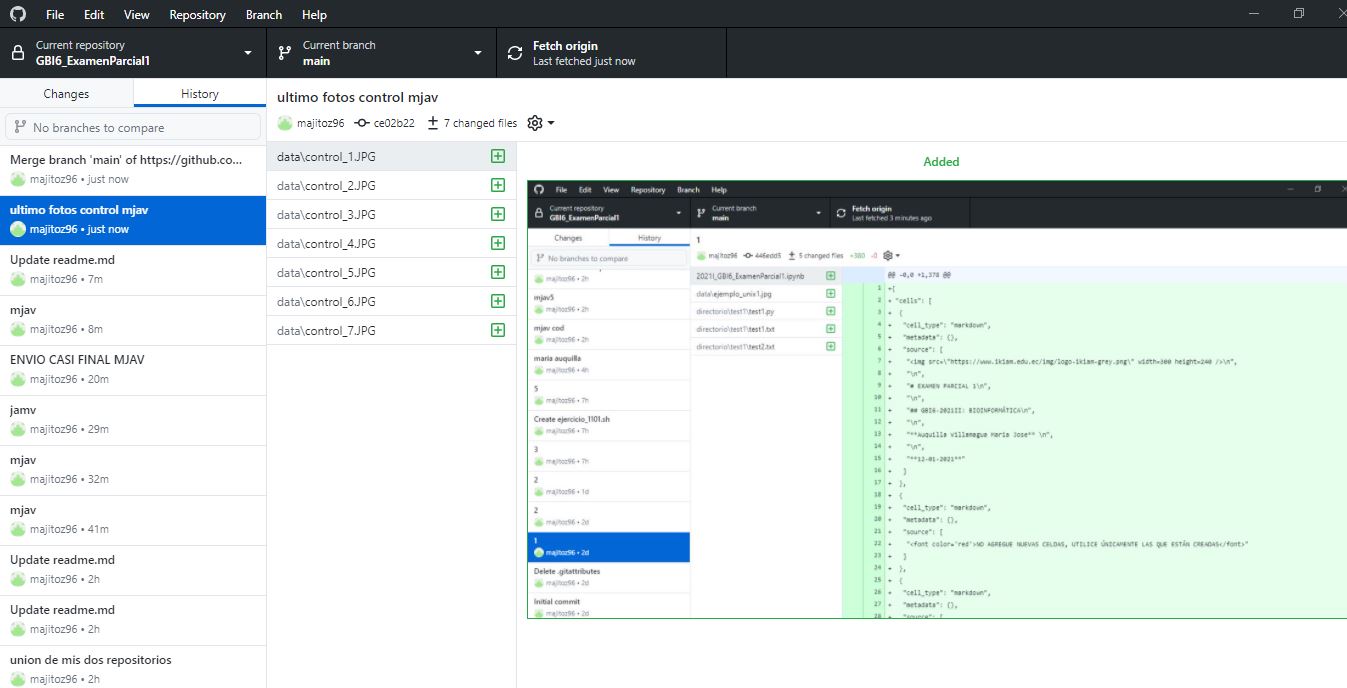 File Edit View Repository Branch Help
Current repository
GBI6_ExamenParcial1
Current branch
main
Fetch origin
Last fetched just now
Changes
History
No branches to compare
Merge branch 'main' of https://github.co...
majitoz96 • just now
ultimo fotos control mjav
majitoz96 • just now
Update readme.md
majitoz96 • 7m
mjav
majitoz96 • 8m
ENVIO CASI FINAL MJAV
majitoz96 • 20m
jamv
majitoz96 • 29m
mjav
majitoz96 • 32m
mjav
majitoz96 • 41m
Update readme.md
majitoz96 • 2h
Update readme.md
majitoz96 • 2h
union de mis dos repositorios
majitoz96 • 2h
ultimo fotos control mjav
majitoz96 ce02b22 7 changed files
data\control_1.JPG
data\control_2.JPG
data\control_3.JPG
data\control_4.JPG
data\control_5.JPG
data\control_6.JPG
data\control_7.JPG
Added
File Edit View Repository Branch Help
Current repository
GBI6_ExamenParcial1
Current branch
main
Fetch origin
Last fetched 3 minutes ago
Changes
History
No branches to compare
majitoz96 • 2h
mjav5
majitoz96 • 2h
mjav cod
majitoz96 • 2h
maria auquilla
majitoz96 • 4h
5
majitoz96 • 7h
Create ejercicio_1101.sh
majitoz96 • 7h
3
majitoz96 • 7h
2
majitoz96 • 1d
2
majitoz96 • 2d
1
majitoz96 • 2d
Delete .gitattributes
majitoz96 • 2d
Initial commit
majitoz96 • 2d
1
majitoz96 446edd5 5 changed files +380 -0
2021I_GBI6_ExamenParcial1.ipynb
data\ejemplo_unix1.jpg
directorio\test1\test1.py
directorio\test1\test1.txt
directorio\test1\test2.txt
@@ -0,0 +1,378 @@
1 +{
2 + "cells": [
3 + {
4 + "cell_type": "markdown",
5 + "metadata": {},
6 + "source": [
7 + "<img src=\"https://www.ikiam.edu.ec/img/logo-ikiam-grey.png\" width=300 height=240 />\n",
8 + "\n",
9 + "# EXAMEN PARCIAL 1\n",
10 + "\n",
11 + "## GBI6-2021II: BIOINFORMÁTICA\n",
12 + "\n",
13 + "**Auquilla Villamagua Maria Jose** \n",
14 + "\n",
15 + "**12-01-2021**"
16 + ]
17 + },
18 + {
19 + "cell_type": "markdown",
20 + "metadata": {},
21 + "source": [
22 + "<font color='red'>NO AGREGUE NUEVAS CELDAS, UTILICE ÚNICAMENTE LAS QUE ESTÁN CREADAS</font>"
23 + ]
24 + },
25 + {
26 + "cell_type": "markdown",
27 + "metadata": {},
28 + "source": [